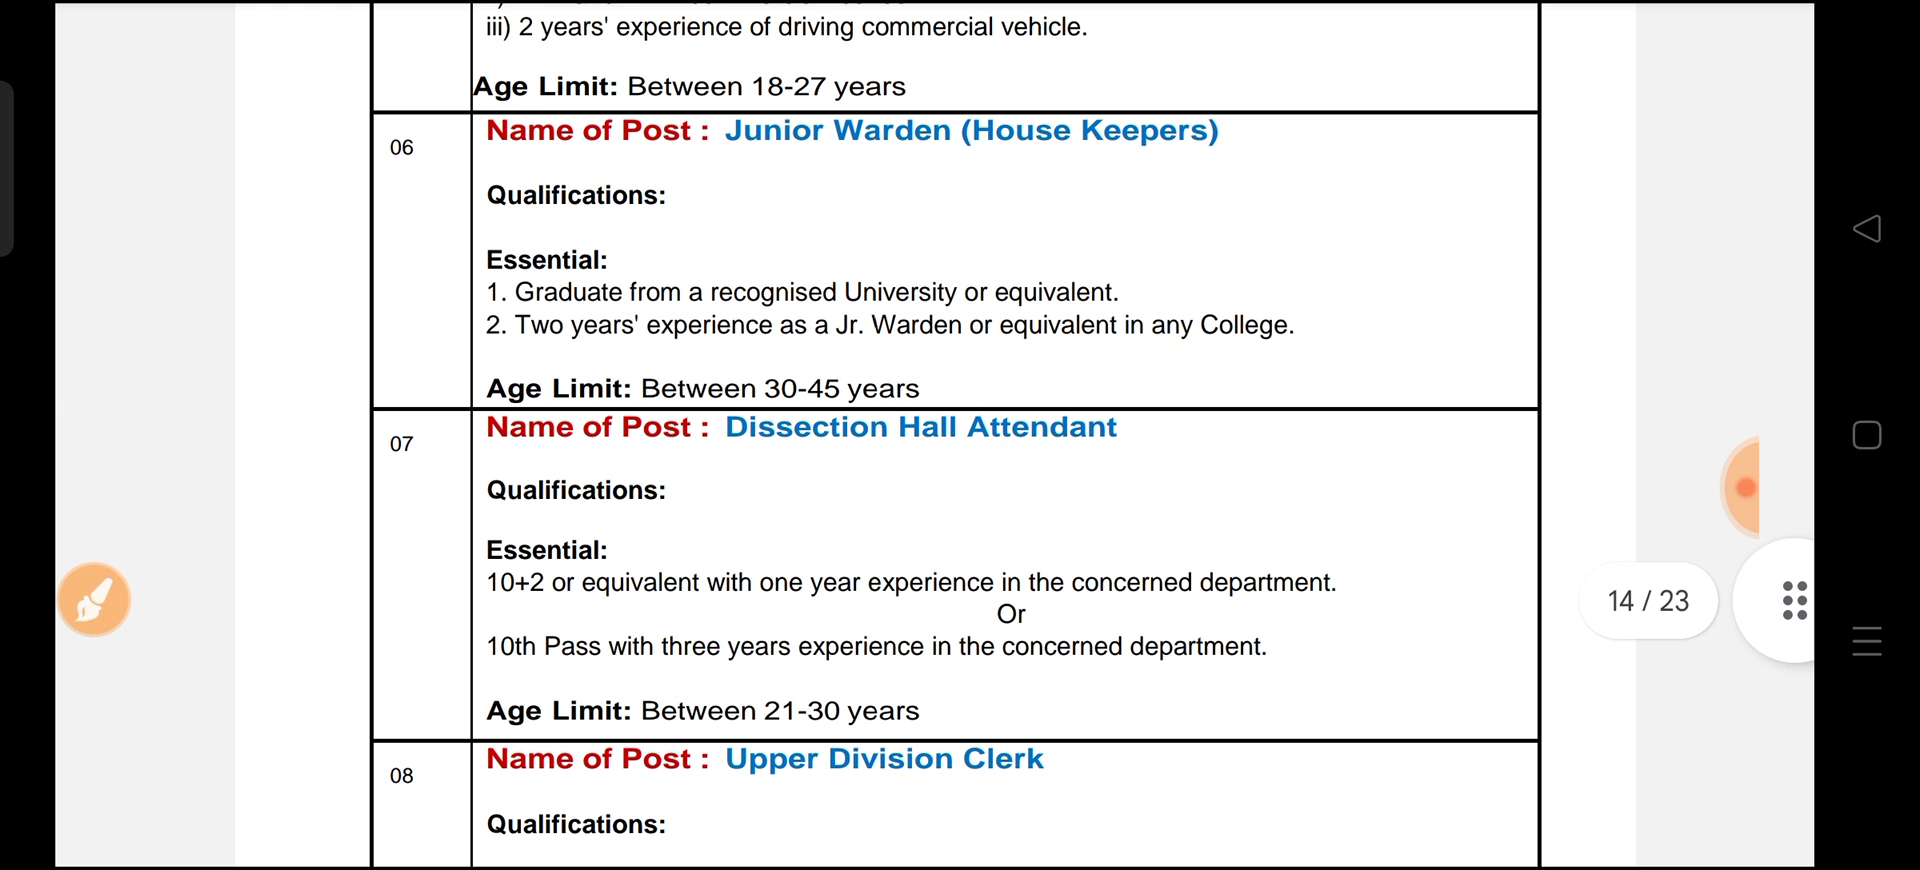 iii) 2 years' experience of driving commercial vehicle.
Age Limit: Between 18-27 years
06
Name of Post : Junior Warden (House Keepers)
Qualifications:
Essential:
1. Graduate from a recognised University or equivalent.
2. Two years' experience as a Jr. Warden or equivalent in any College.
Age Limit: Between 30-45 years
07
Name of Post : Dissection Hall Attendant
Qualifications:
Essential:
10+2 or equivalent with one year experience in the concerned department.
Or
10th Pass with three years experience in the concerned department.
Age Limit: Between 21-30 years
08
Name of Post : Upper Division Clerk
Qualifications:
14 / 23